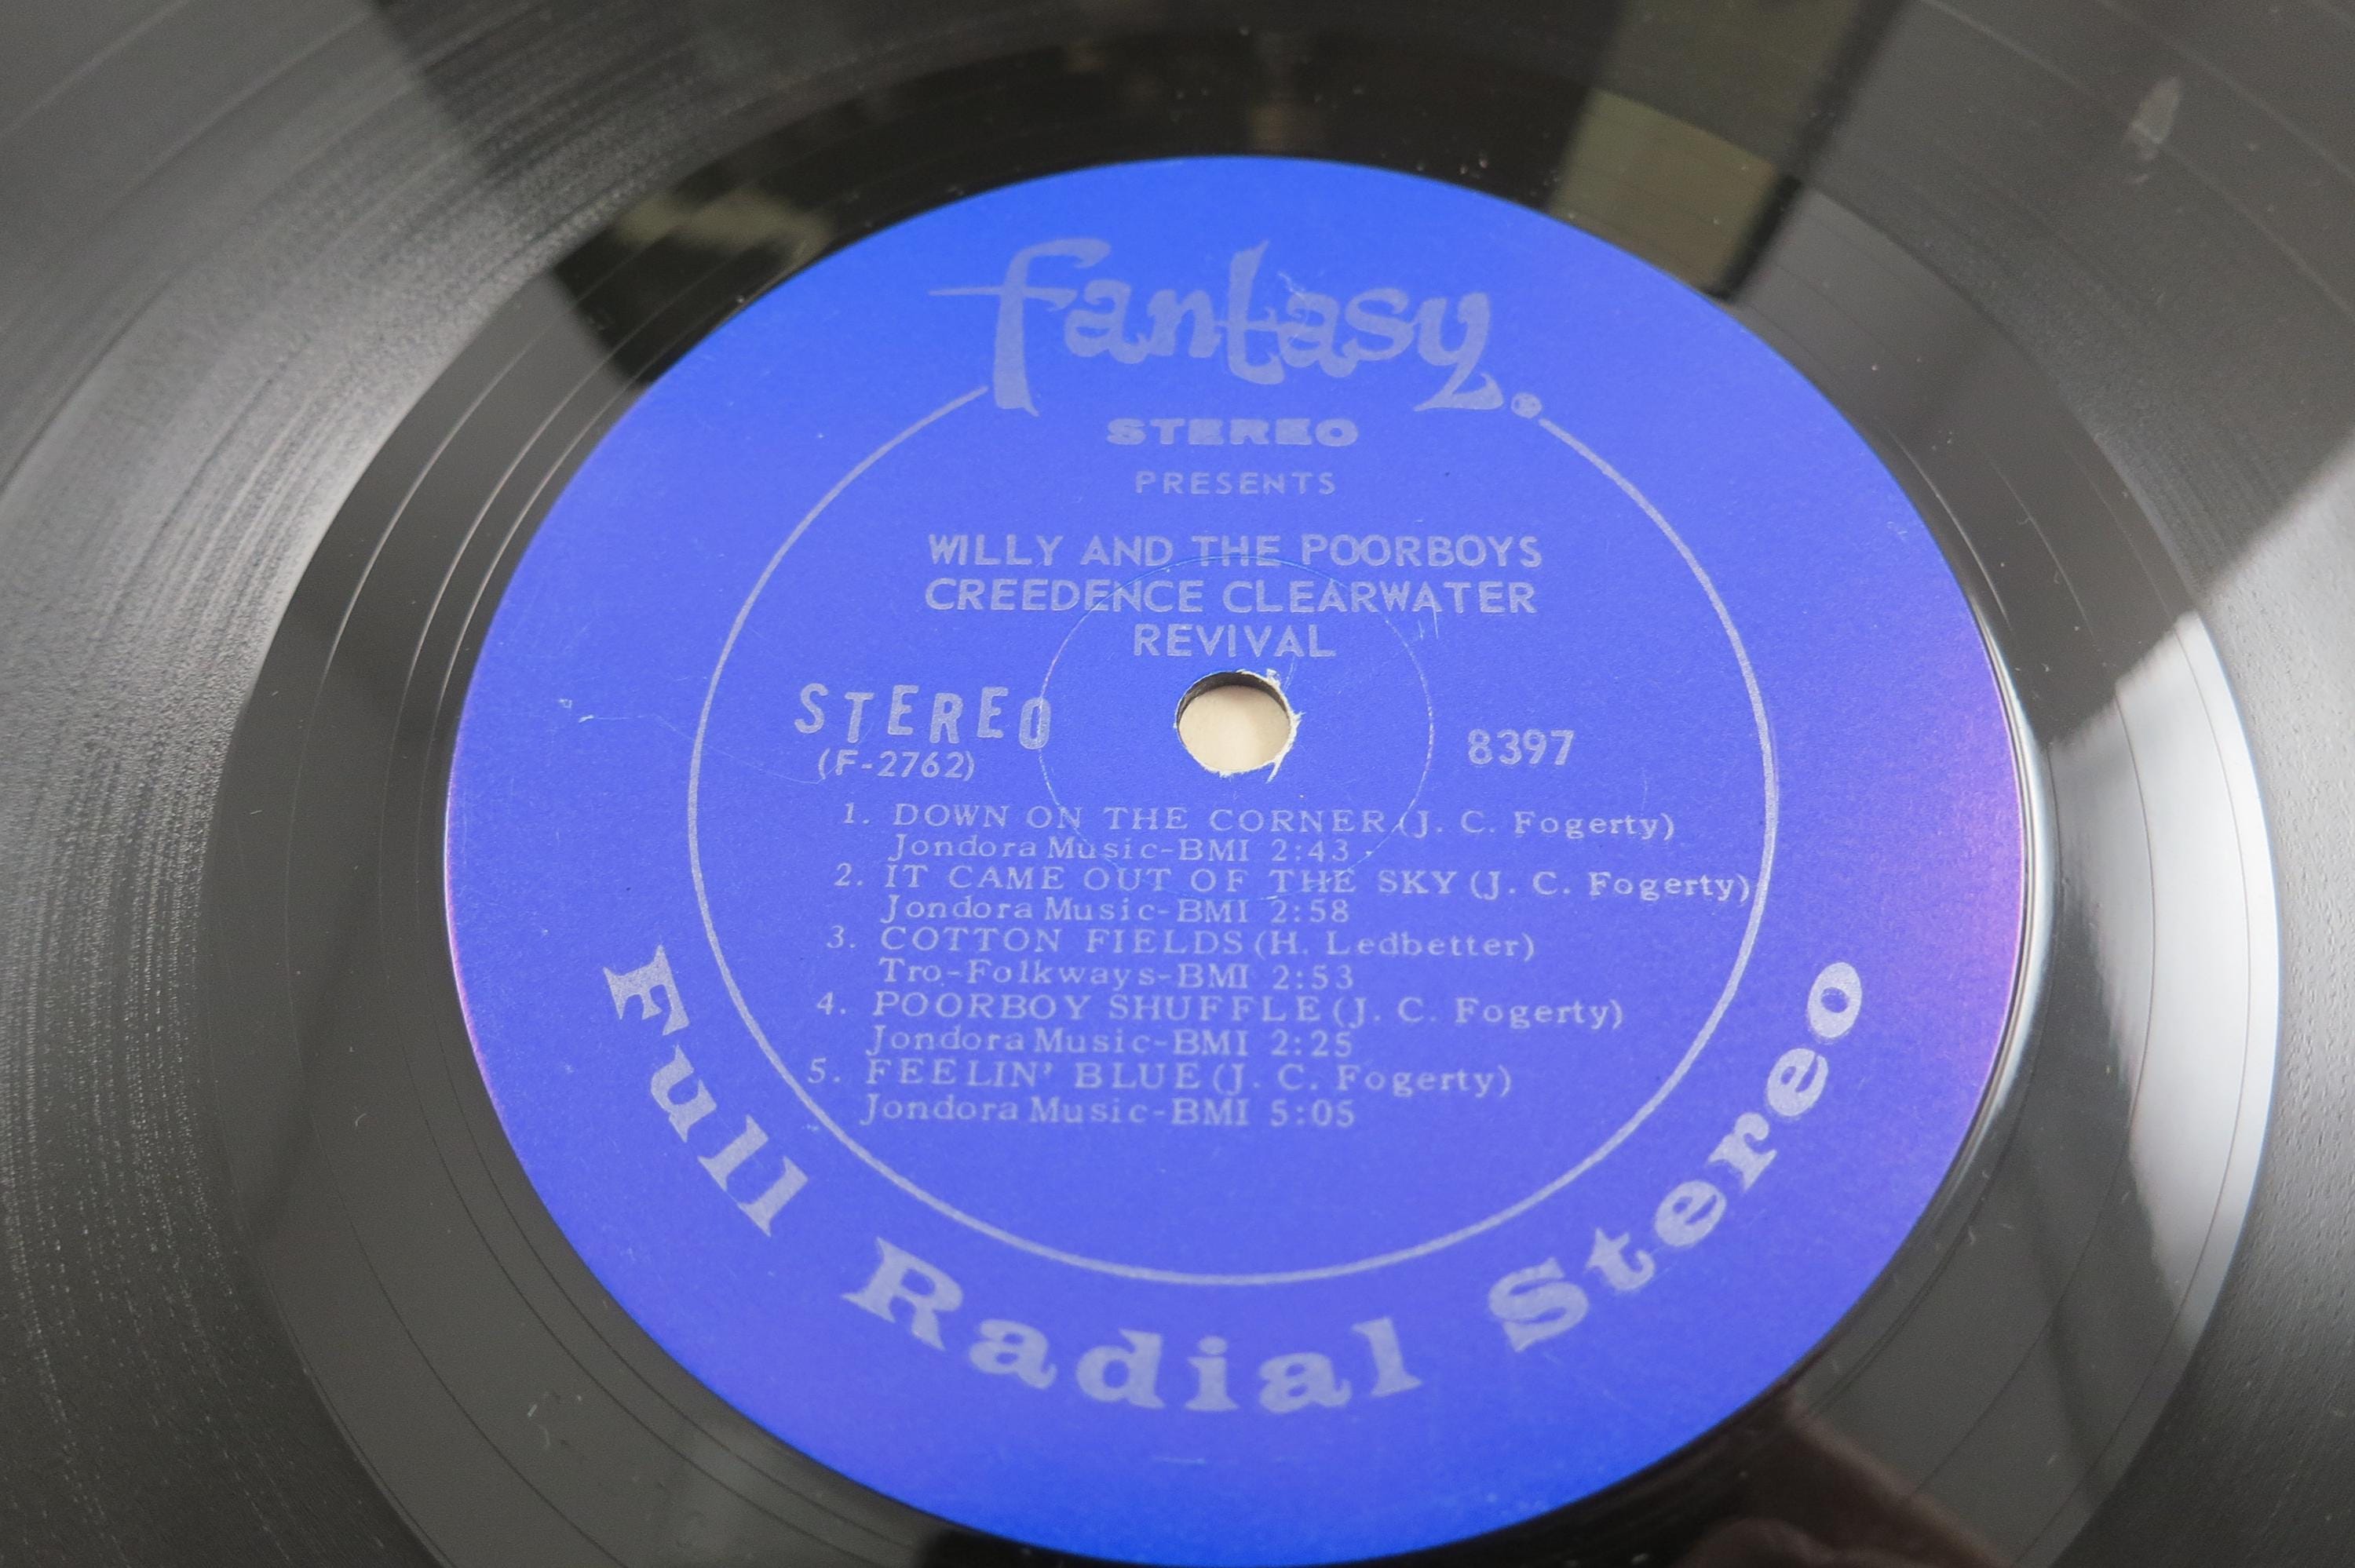 fantasy.
STEREO
PRESENTS
WILLY AND THE POORBOYS
CREEDENCE CLEARWATER
REVIVAL
STEREO
(F-2762)
8397
1. DOWN ON THE CORNER (J. C. Fogerty)
Jondora Music-BMI 2:43
2. IT CAME OUT OF THE SKY (J. C. Fogerty)
Jondora Music-BMI 2:58
3. COTTON FIELDS (H. Ledbetter)
Tro-Folkways-BMI 2:53
4. POORBOY SHUFFLE (J. C. Fogerty)
Jondora Music-BMI 2:25
5. FEELIN' BLUE (J. C. Fogerty)
Jondora Music-BMI 5:05
Full Radial Stereo